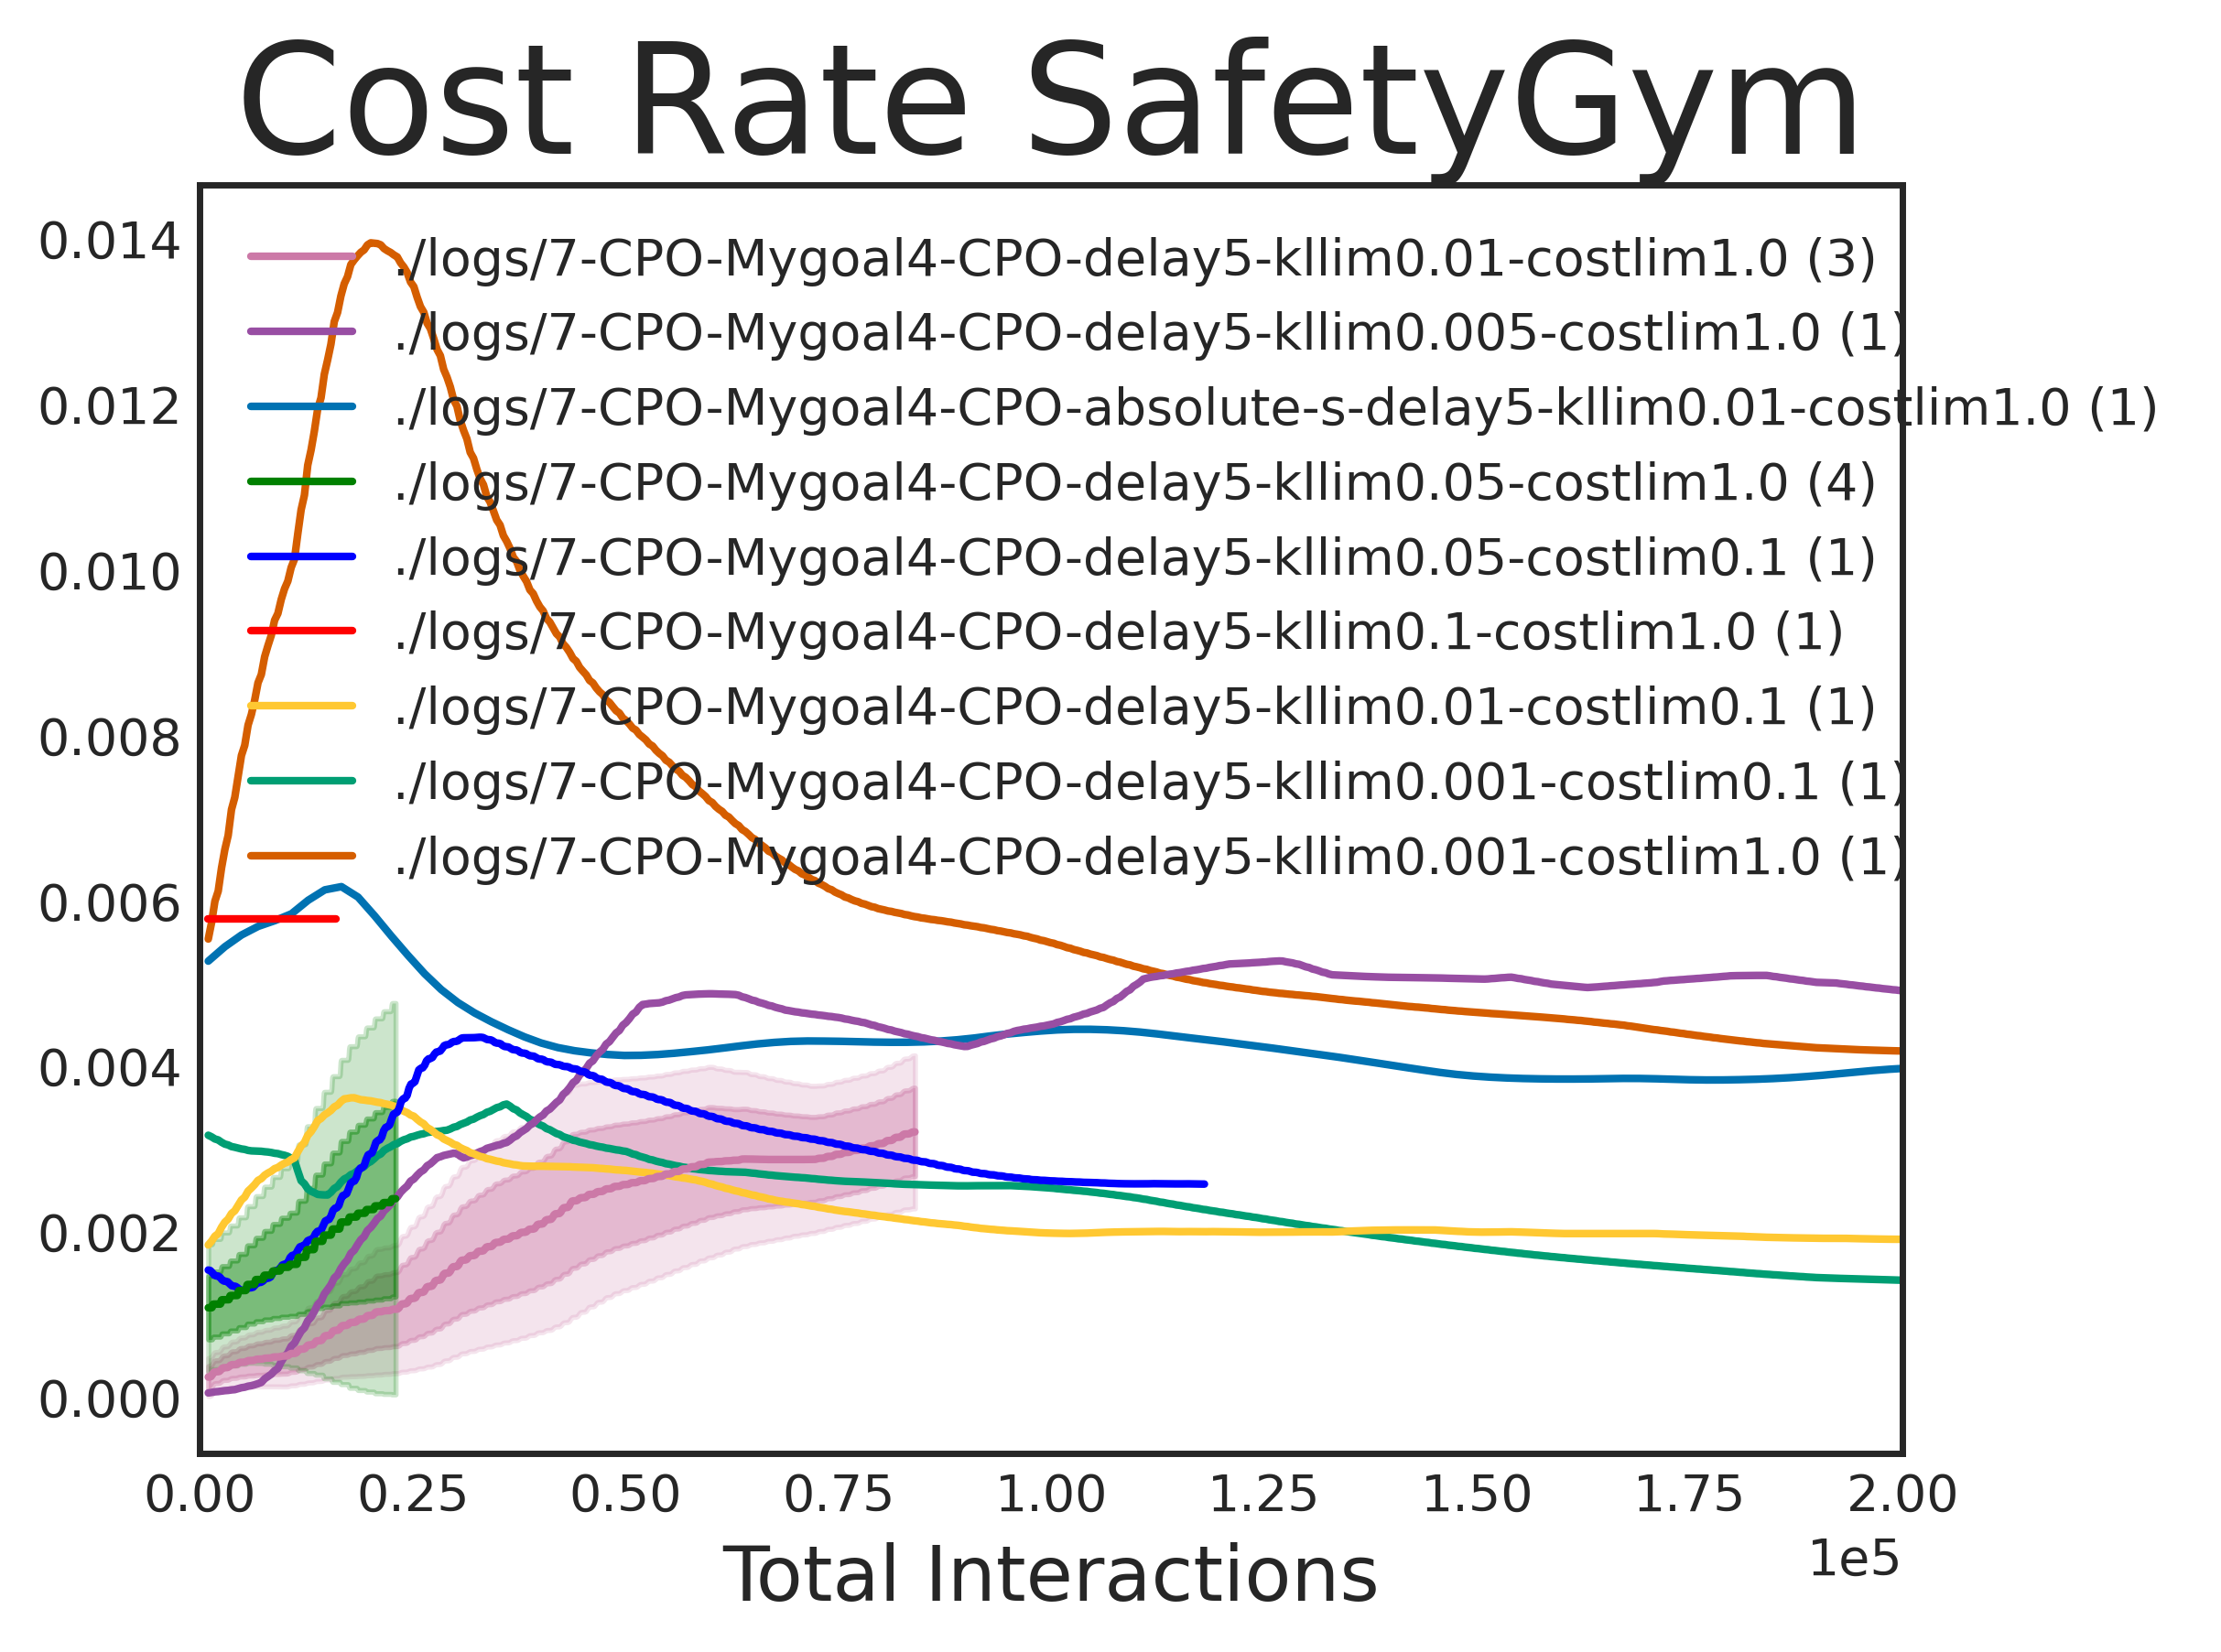 Cost Rate SafetyGym
0.014
0.012
0.010
0.008
0.006
0.004
0.002
0.000
./logs/7-CPO-Mygoal4-CPO-delay5-kllim0.01-costlim1.0 (3)
./logs/7-CPO-Mygoal4-CPO-delay5-kllim0.005-costlim1.0 (1)
./logs/7-CPO-Mygoal4-CPO-absolute-s-delay5-kllim0.01-costlim1.0 (1)
./logs/7-CPO-Mygoal4-CPO-delay5-kllim0.05-costlim1.0 (4)
./logs/7-CPO-Mygoal4-CPO-delay5-kllim0.05-costlim0.1 (1)
./logs/7-CPO-Mygoal4-CPO-delay5-kllim0.1-costlim1.0 (1)
./logs/7-CPO-Mygoal4-CPO-delay5-kllim0.01-costlim0.1 (1)
./logs/7-CPO-Mygoal4-CPO-delay5-kllim0.001-costlim0.1 (1)
./logs/7-CPO-Mygoal4-CPO-delay5-kllim0.001-costlim1.0 (1)
0.00 0.25 0.50 0.75 1.00 1.25 1.50 1.75 2.00
1e5
Total Interactions